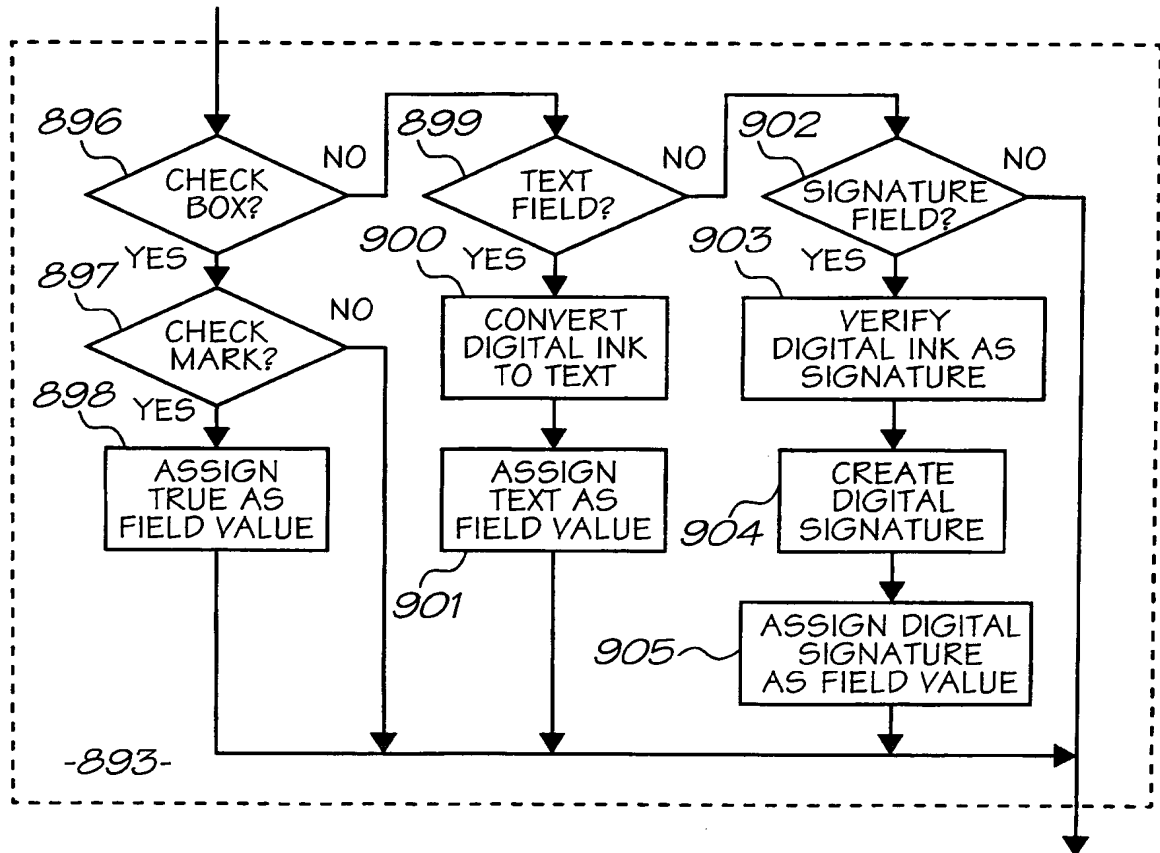 896
CHECK
BOX?
NO
YES
897
CHECK
MARK?
NO
YES
898
ASSIGN
TRUE AS
FIELD VALUE
899
TEXT
FIELD?
NO
YES
900
CONVERT
DIGITAL INK
TO TEXT
ASSIGN
TEXT AS
FIELD VALUE
901
902
SIGNATURE
FIELD?
NO
YES
903
VERIFY
DIGITAL INK AS
SIGNATURE
CREATE
DIGITAL
SIGNATURE
904
ASSIGN DIGITAL
SIGNATURE
AS FIELD VALUE
905
-893-